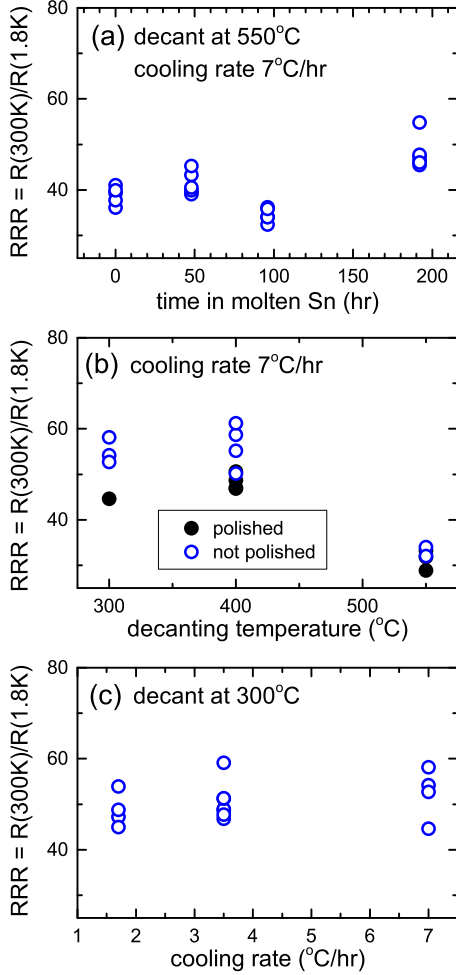 (a) decant at 550°C
cooling rate 7°C/hr
RRR = R(300K)/R(1.8K)
80
60
40
0 50 100 150 200
time in molten Sn (hr)
(b) cooling rate 7°C/hr
RRR = R(300K)/R(1.8K)
80
60
40
polished
not polished
300 400 500
decanting temperature (°C)
(c) decant at 300°C
RRR = R(300K)/R(1.8K)
80
60
40
1 2 3 4 5 6 7
cooling rate (°C/hr)